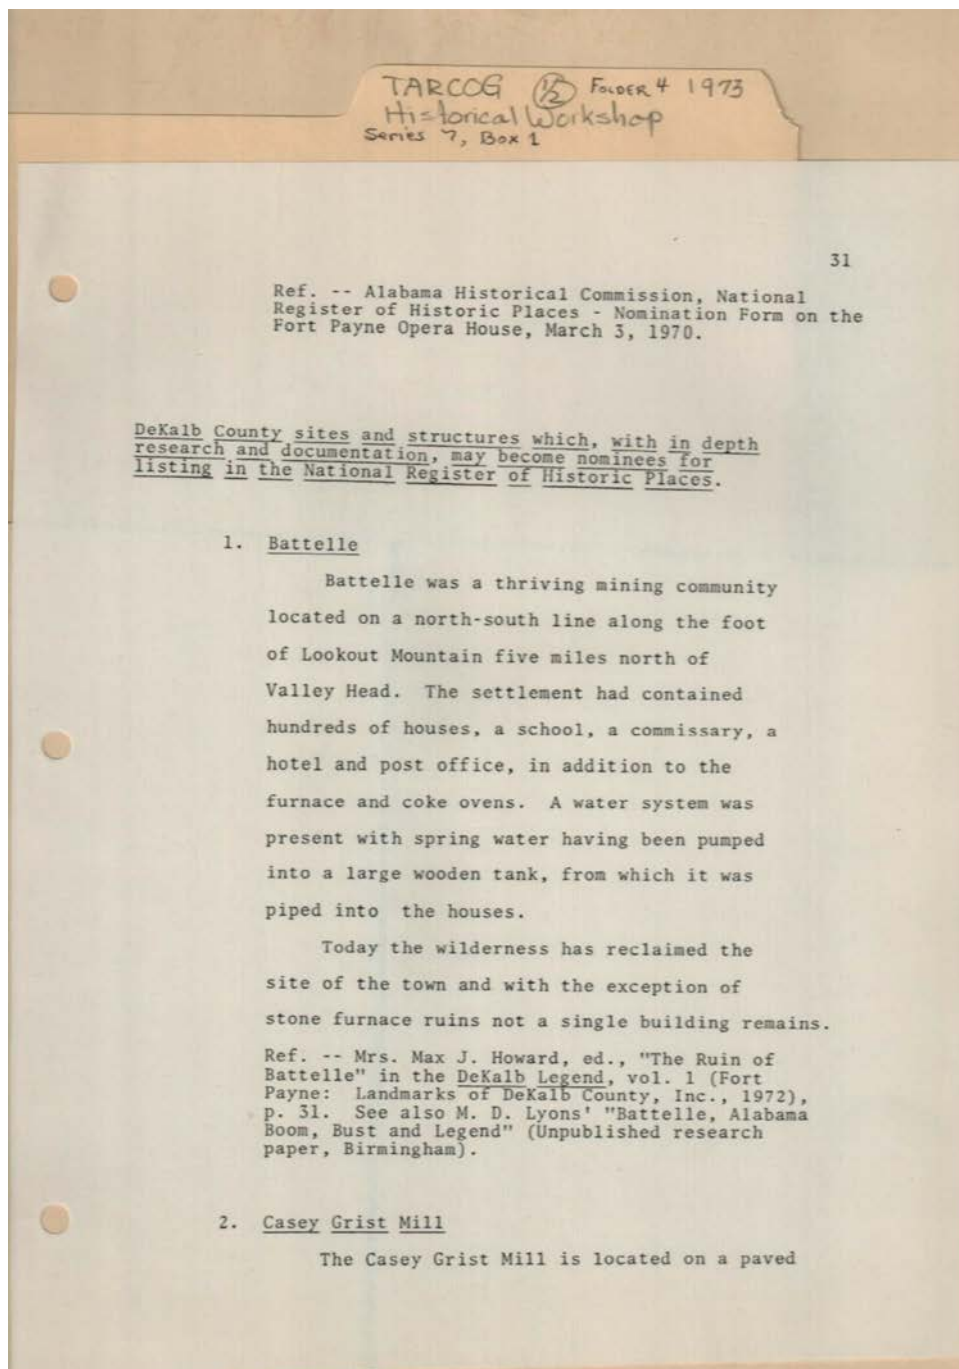 TARCOG 1/2 FOLDER 4 1973
Historical Workshop
Series 7, Box 1
31
Ref. -- Alabama Historical Commission, National
Register of Historic Places - Nomination Form on the
Fort Payne Opera House, March 3, 1970.
DeKalb County sites and structures which, with in depth
research and documentation, may become nominees for
listing in the National Register of Historic Places.
1. Battelle
Battelle was a thriving mining community
located on a north-south line along the foot
of Lookout Mountain five miles north of
Valley Head. The settlement had contained
hundreds of houses, a school, a commissary, a
hotel and post office, in addition to the
furnace and coke ovens. A water system was
present with spring water having been pumped
into a large wooden tank, from which it was
piped into the houses.
Today the wilderness has reclaimed the
site of the town and with the exception of
stone furnace ruins not a single building remains.
Ref. -- Mrs. Max J. Howard, ed., "The Ruin of
Battelle" in the DeKalb Legend, vol. 1 (Fort
Payne: Landmarks of DeKalb County, Inc., 1972),
p. 31. See also M. D. Lyons' "Battelle, Alabama
Boom, Bust and Legend" (Unpublished research
paper, Birmingham).
2. Casey Grist Mill
The Casey Grist Mill is located on a paved